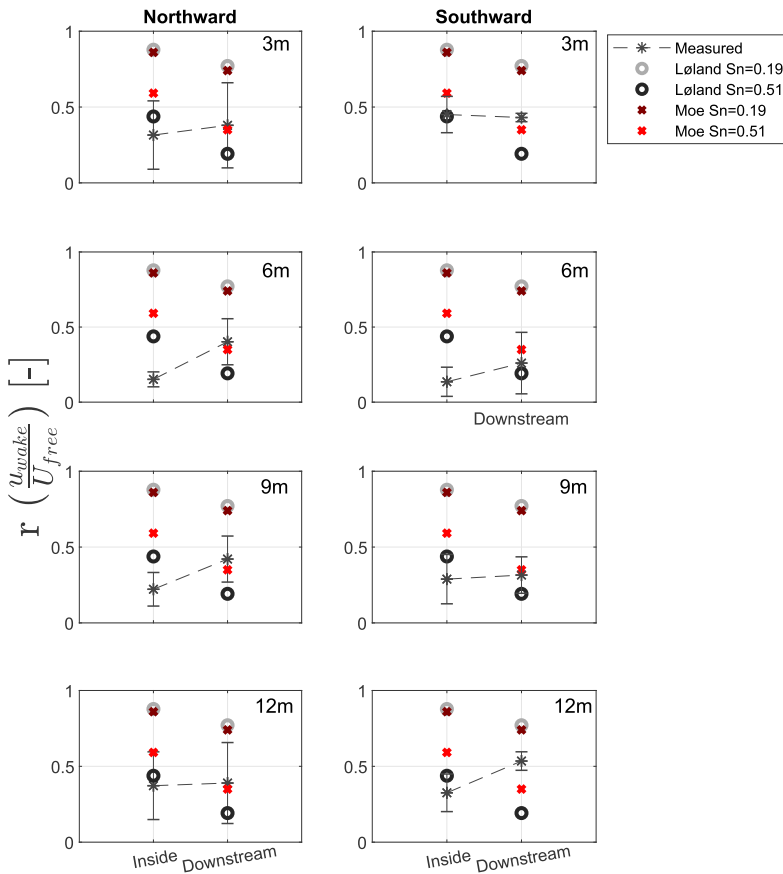 Northward
Southward
3m
3m
Measured
Løland Sn=0.19
Løland Sn=0.51
Moe Sn=0.19
Moe Sn=0.51
1
0.5
0
1
0.5
0
6m
6m
1
0.5
0
1
0.5
0
Downstream
r (u_wake/U_free) [-]
9m
9m
1
0.5
0
1
0.5
0
12m
12m
1
0.5
0
1
0.5
0
Inside
Downstream
Inside
Downstream